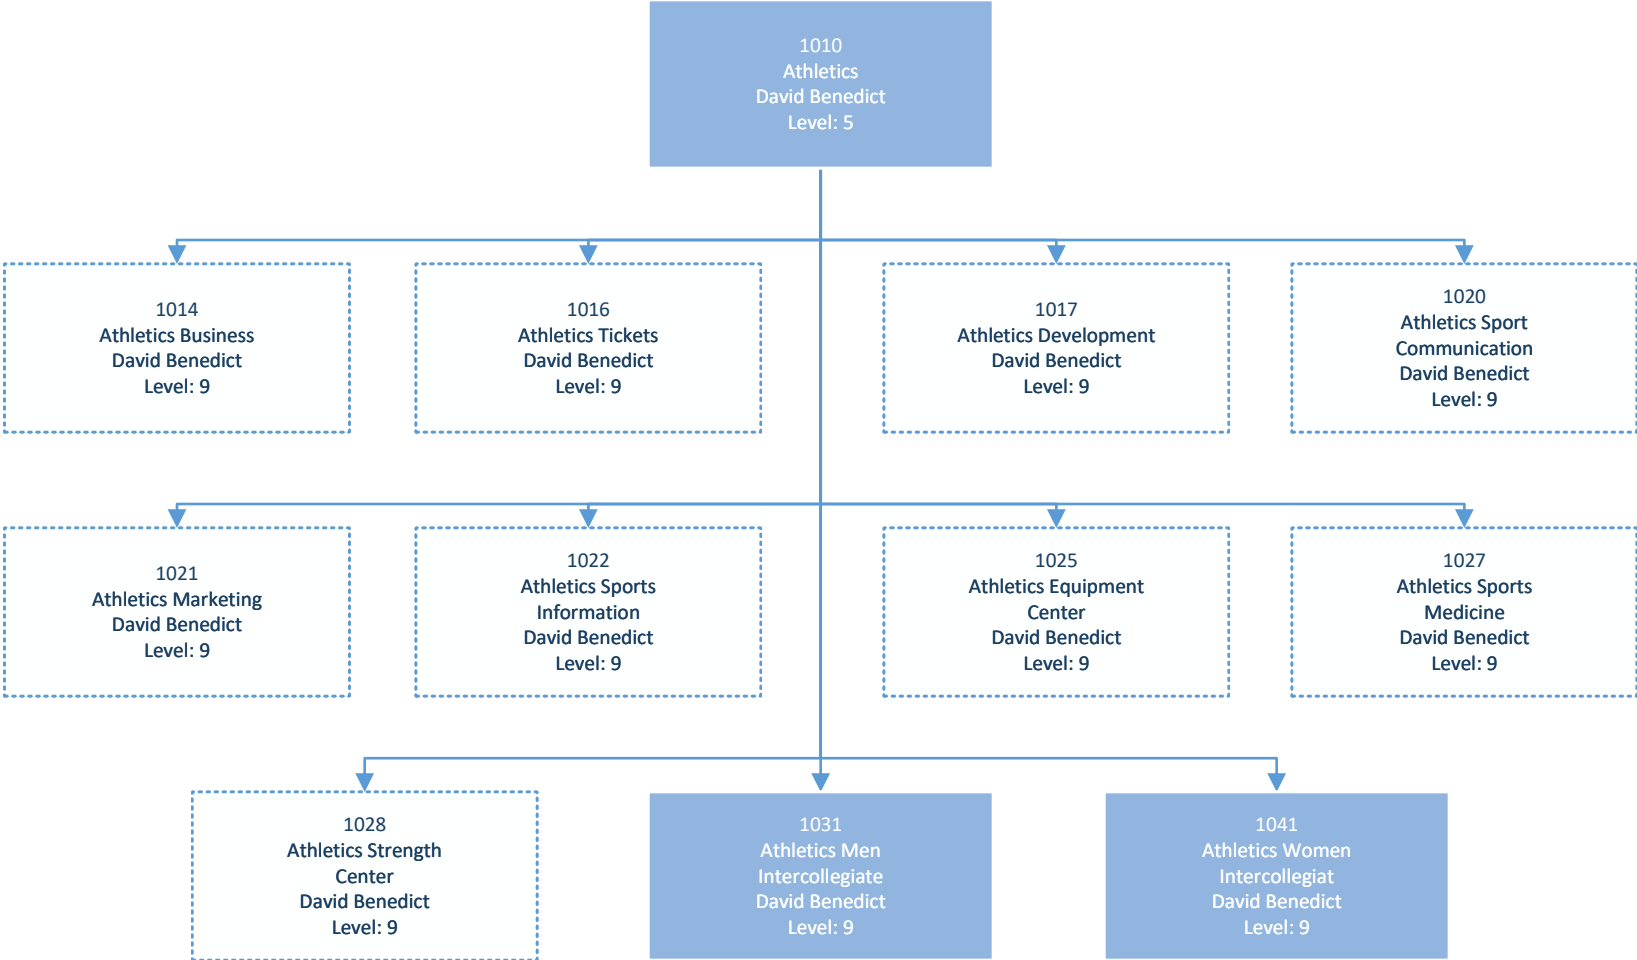 1010
Athletics
David Benedict
Level: 5
1014
Athletics Business
David Benedict
Level: 9
1016
Athletics Tickets
David Benedict
Level: 9
1017
Athletics Development
David Benedict
Level: 9
1020
Athletics Sport
Communication
David Benedict
Level: 9
1021
Athletics Marketing
David Benedict
Level: 9
1022
Athletics Sports
Information
David Benedict
Level: 9
1025
Athletics Equipment
Center
David Benedict
Level: 9
1027
Athletics Sports
Medicine
David Benedict
Level: 9
1028
Athletics Strength
Center
David Benedict
Level: 9
1031
Athletics Men
Intercollegiate
David Benedict
Level: 9
1041
Athletics Women
Intercollegiat
David Benedict
Level: 9